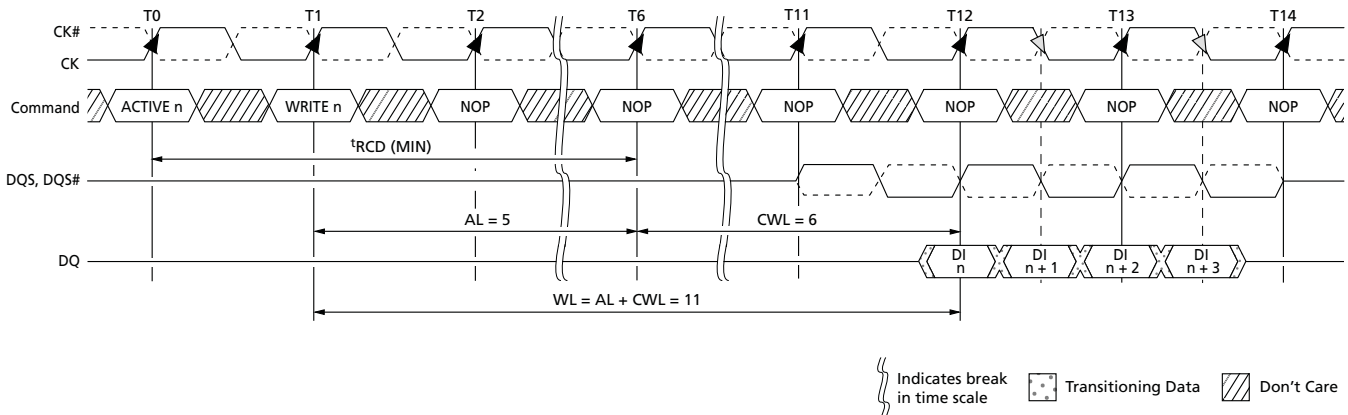 T0 T1 T2 T6 T11 T12 T13 T14
CK#
CK
Command ACTIVE n WRITE n NOP NOP NOP NOP NOP NOP
tRCD (MIN)
DQS, DQS#
AL = 5 CWL = 6
DQ DI n DI n + 1 DI n + 2 DI n + 3
WL = AL + CWL = 11
Indicates break
in time scale
Transitioning Data
Don't Care